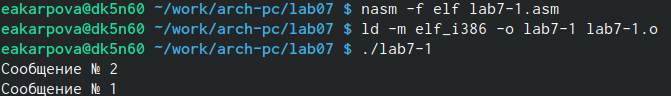 eakarpova@dk5n60 ~/work/arch-pc/lab07 $ nasm -f elf lab7-1.asm
eakarpova@dk5n60 ~/work/arch-pc/lab07 $ ld -m elf_i386 -o lab7-1 lab7-1.o
eakarpova@dk5n60 ~/work/arch-pc/lab07 $ ./lab7-1
Сообщение № 2
Сообщение № 1